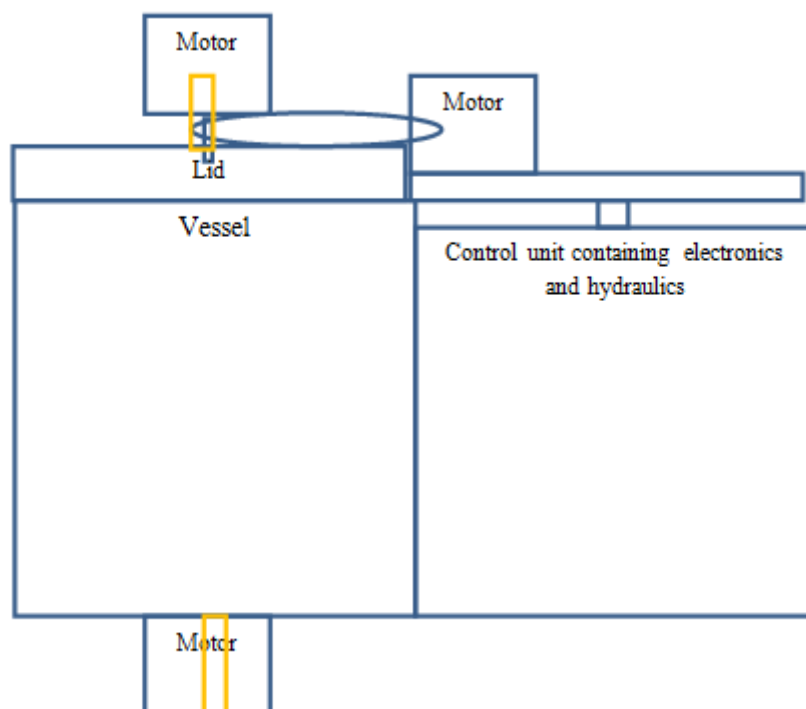 Motor
Motor
Lid
Vessel
Control unit containing electronics
and hydraulics
Motor